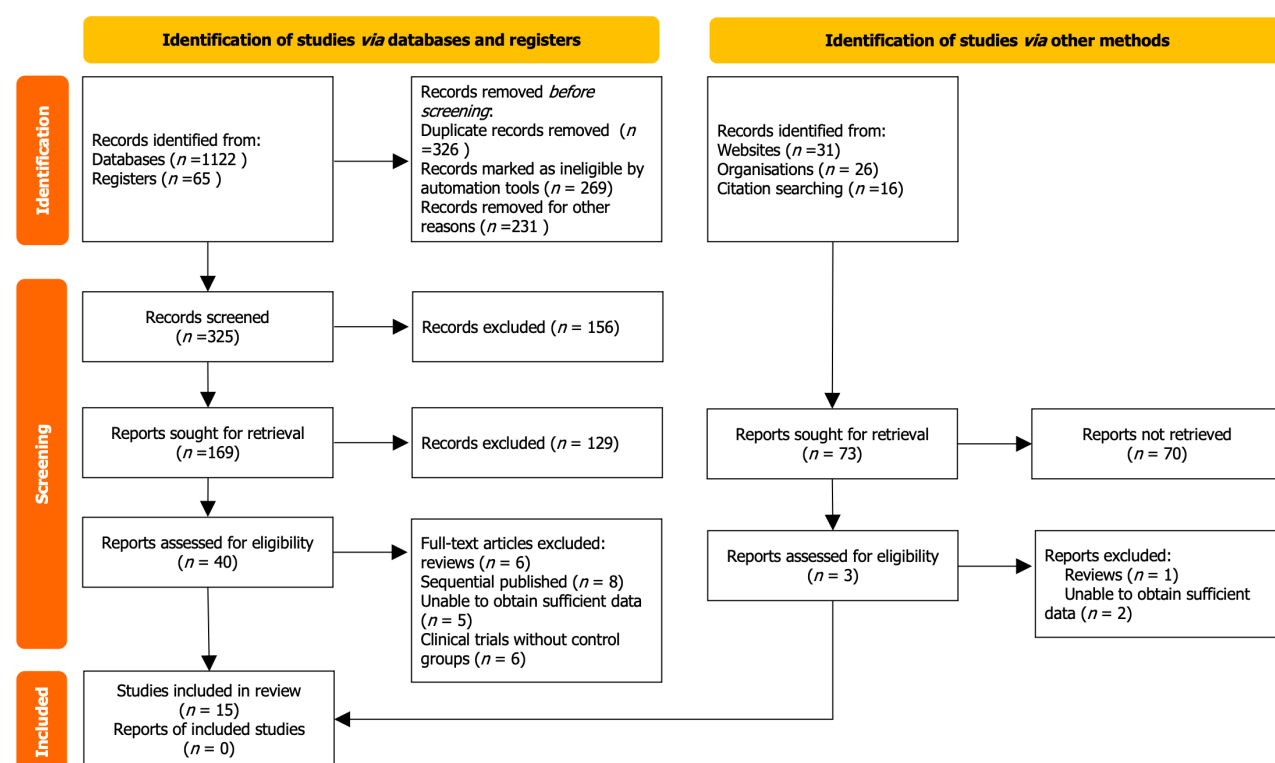 Identification of studies via databases and registers
Identification of studies via other methods
Identification
Records identified from:
Databases (n =1122 )
Registers (n =65 )
Records removed before
screening:
Duplicate records removed  (n
=326 )
Records marked as ineligible by
automation tools (n = 269)
Records removed for other
reasons (n =231 )
Records identified from:
Websites (n =31)
Organisations (n = 26)
Citation searching (n =16)
Screening
Records screened
(n =325)
Records excluded (n = 156)
Reports sought for retrieval
(n =169)
Records excluded (n = 129)
Reports sought for retrieval
(n = 73)
Reports not retrieved
(n = 70)
Reports assessed for eligibility
(n = 40)
Full-text articles excluded:
reviews (n = 6)
Sequential published (n = 8)
Unable to obtain sufficient data
(n = 5)
Clinical trials without control
groups (n = 6)
Reports assessed for eligibility
(n = 3)
Reports excluded:
Reviews (n = 1)
Unable to obtain sufficient
data (n = 2)
Included
Studies included in review
(n = 15)
Reports of included studies
(n = 0)